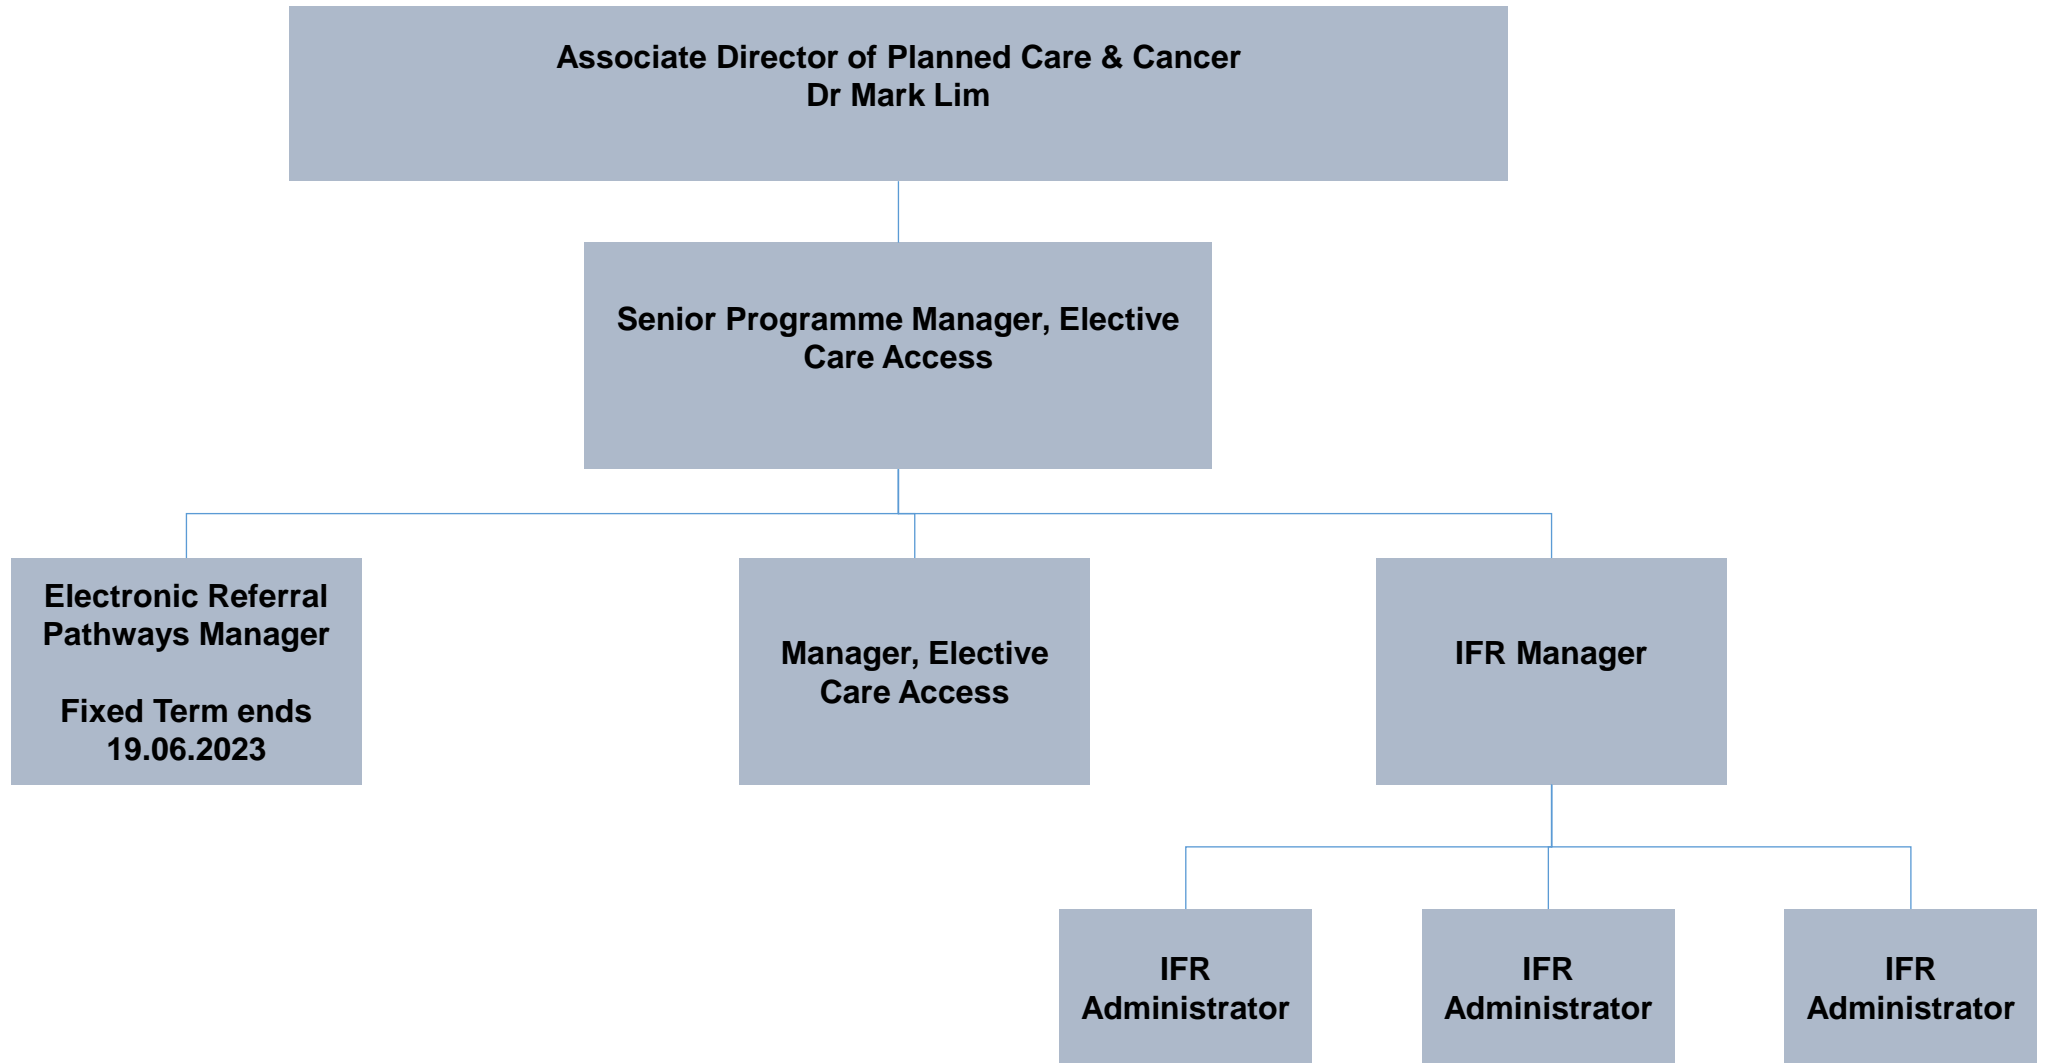 Associate Director of Planned Care & Cancer
Dr Mark Lim
Senior Programme Manager, Elective
Care Access
Electronic Referral
Pathways Manager
Fixed Term ends
19.06.2023
Manager, Elective
Care Access
IFR Manager
IFR
Administrator
IFR
Administrator
IFR
Administrator